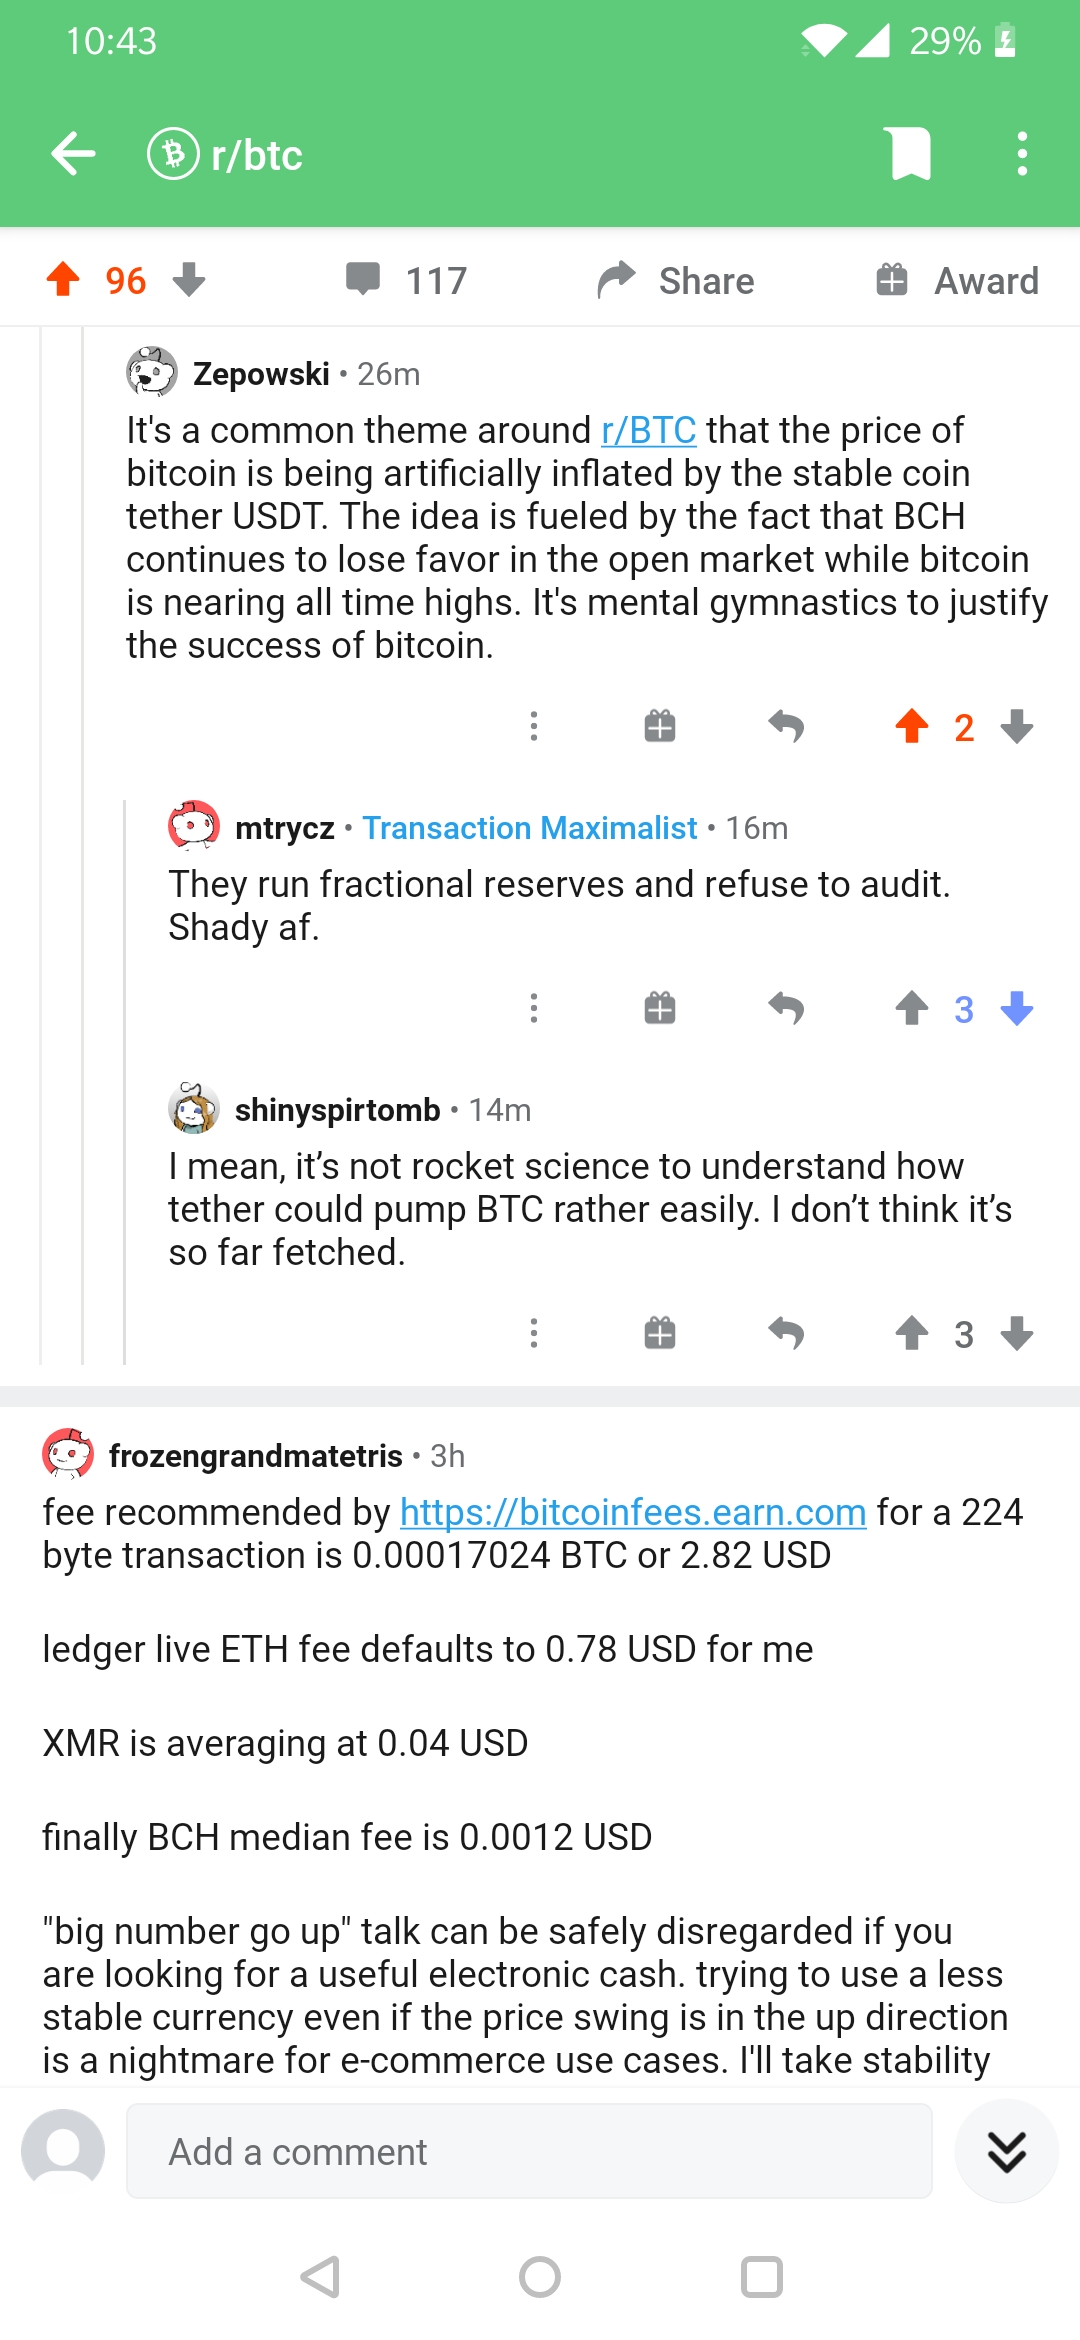 10:43
29%
r/btc
96
117
Share
Award
Zepowski • 26m
It's a common theme around r/BTC that the price of
bitcoin is being artificially inflated by the stable coin
tether USDT. The idea is fueled by the fact that BCH
continues to lose favor in the open market while bitcoin
is nearing all time highs. It's mental gymnastics to justify
the success of bitcoin.
2
mtrycz • Transaction Maximalist • 16m
They run fractional reserves and refuse to audit.
Shady af.
3
shinyspirtomb • 14m
I mean, it’s not rocket science to understand how
tether could pump BTC rather easily. I don’t think it’s
so far fetched.
3
frozengrandmatetris • 3h
fee recommended by https://bitcoinfees.earn.com for a 224
byte transaction is 0.00017024 BTC or 2.82 USD
ledger live ETH fee defaults to 0.78 USD for me
XMR is averaging at 0.04 USD
finally BCH median fee is 0.0012 USD
"big number go up" talk can be safely disregarded if you
are looking for a useful electronic cash. trying to use a less
stable currency even if the price swing is in the up direction
is a nightmare for e-commerce use cases. I'll take stability
Add a comment